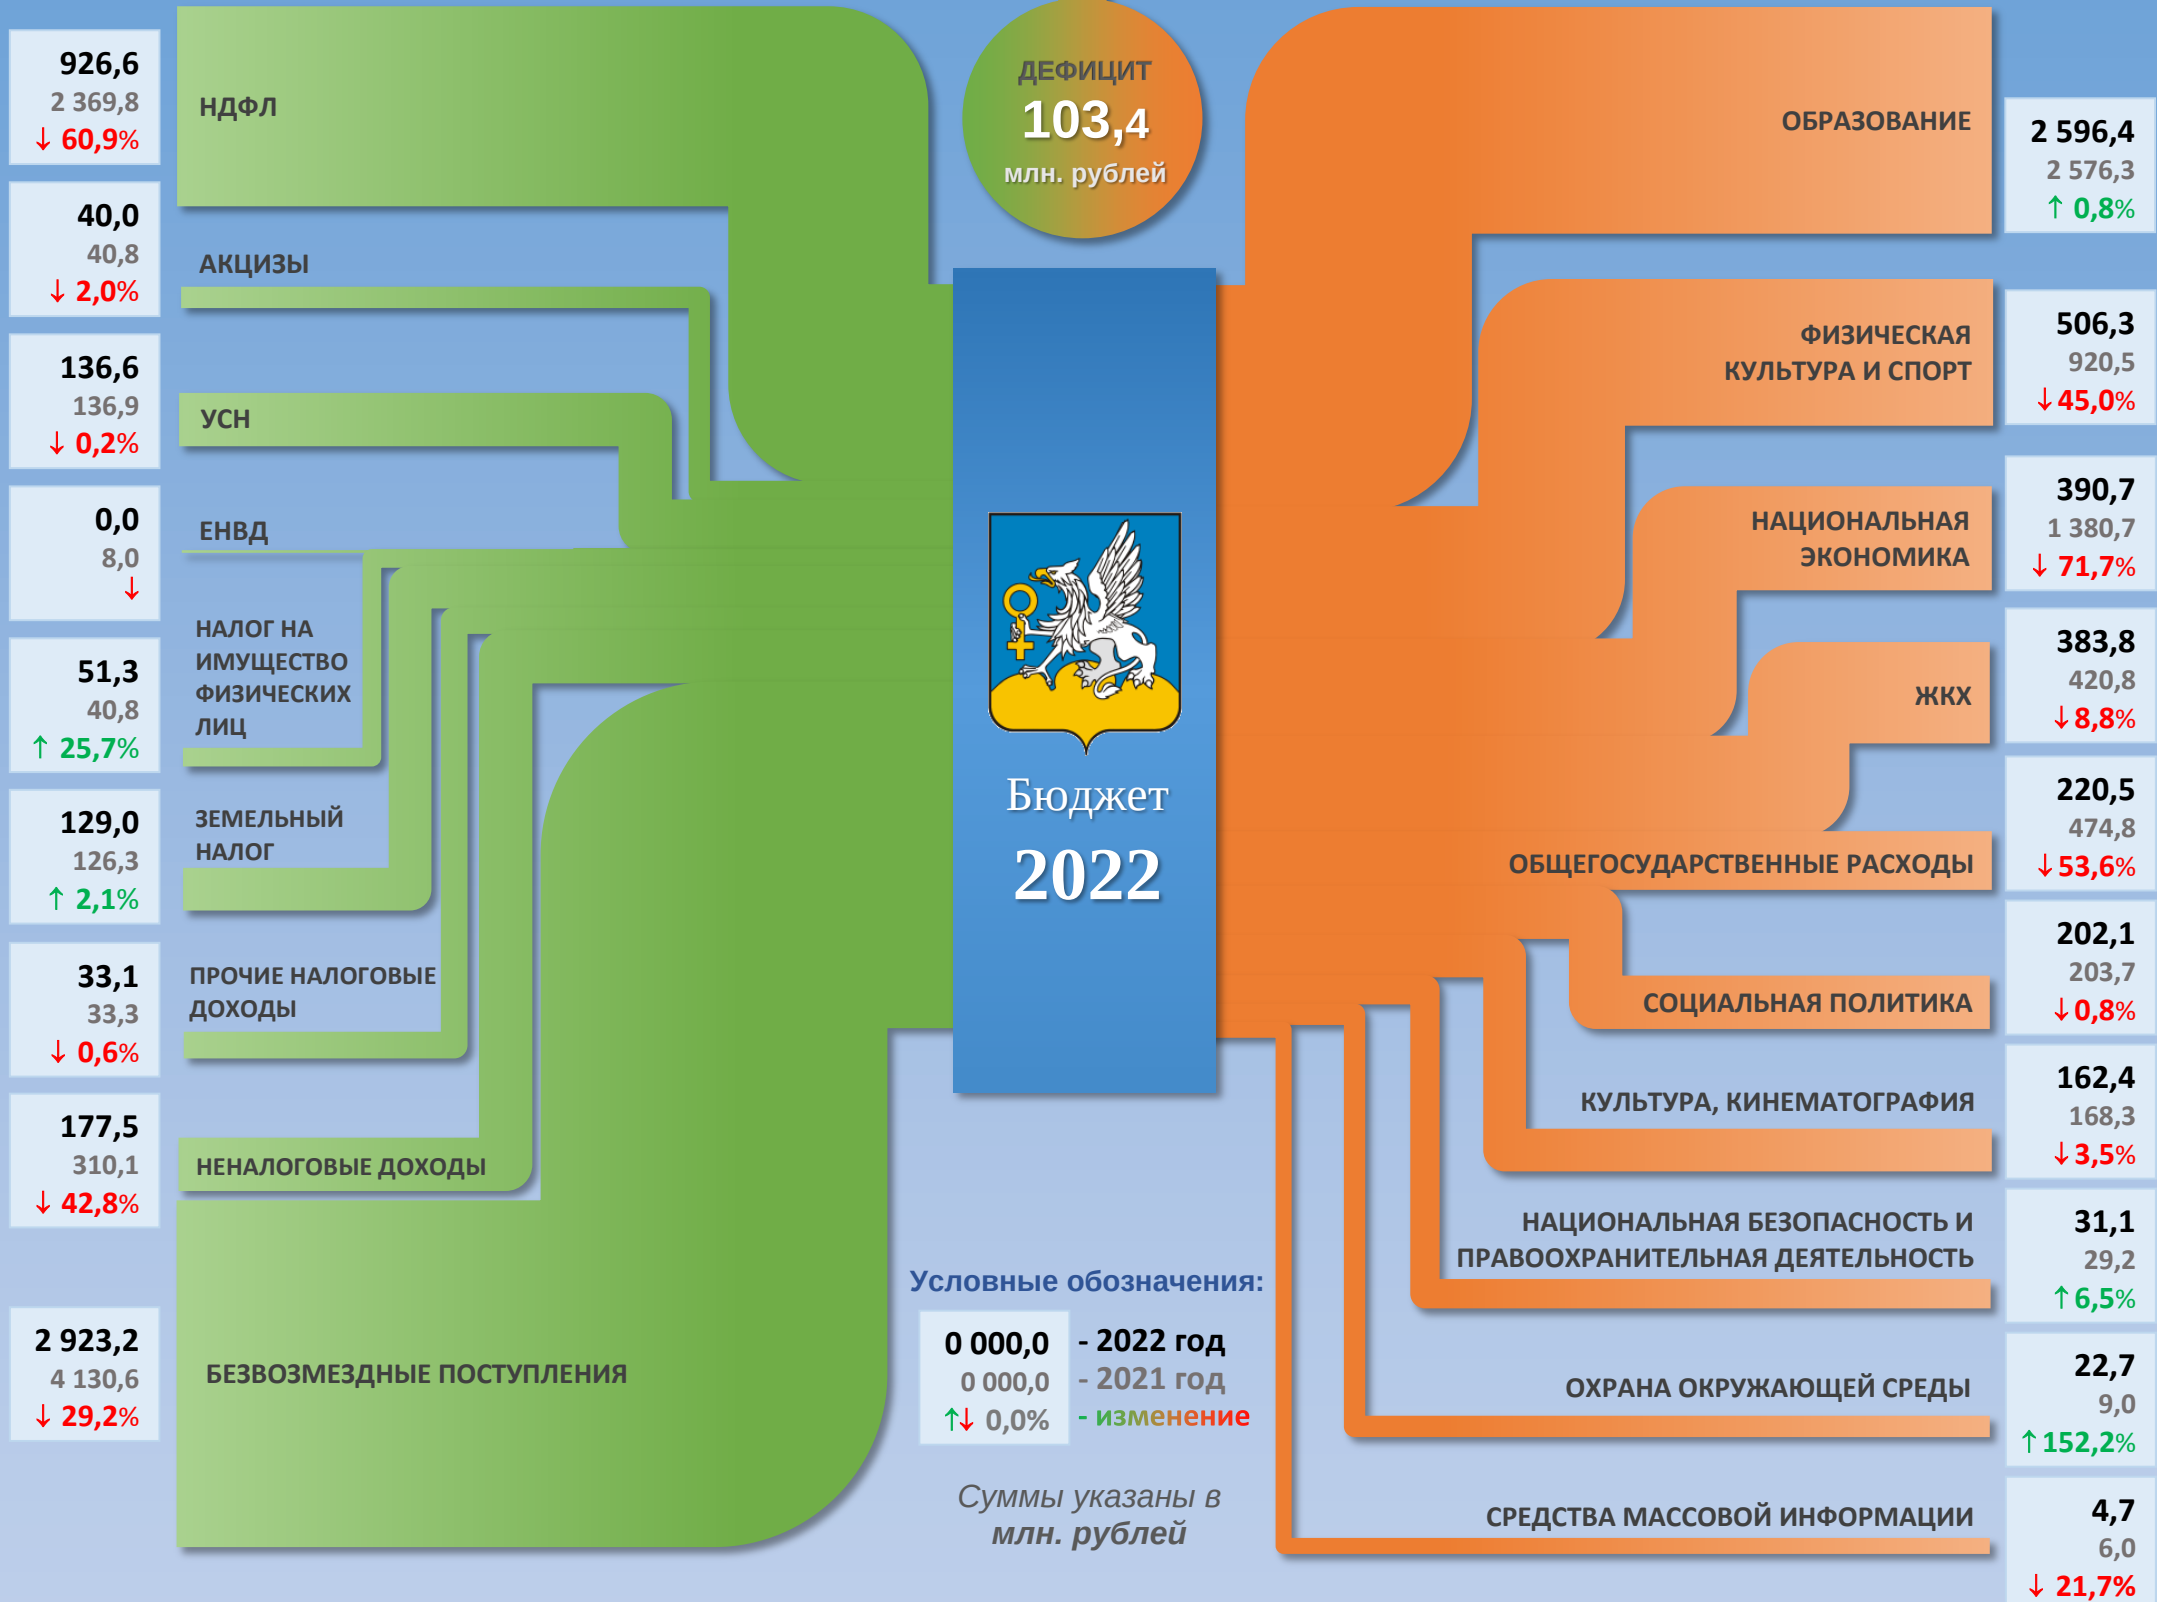 926,6
2 369,8
↓ 60,9%
НДФЛ
40,0
40,8
↓ 2,0%
АКЦИЗЫ
136,6
136,9
↓ 0,2%
УСН
0,0
8,0
↓
ЕНВД
51,3
40,8
↑ 25,7%
НАЛОГ НА
ИМУЩЕСТВО
ФИЗИЧЕСКИХ
ЛИЦ
129,0
126,3
↑ 2,1%
ЗЕМЕЛЬНЫЙ
НАЛОГ
33,1
33,3
↓ 0,6%
ПРОЧИЕ НАЛОГОВЫЕ
ДОХОДЫ
177,5
310,1
↓ 42,8%
НЕНАЛОГОВЫЕ ДОХОДЫ
2 923,2
4 130,6
↓ 29,2%
БЕЗВОЗМЕЗДНЫЕ ПОСТУПЛЕНИЯ
ДЕФИЦИТ
103,4
млн. рублей
Бюджет
2022
Условные обозначения:
0 000,0 - 2022 год
0 000,0 - 2021 год
↑↓ 0,0% - изменение
Суммы указаны в
млн. рублей
ОБРАЗОВАНИЕ
2 596,4
2 576,3
↑ 0,8%
ФИЗИЧЕСКАЯ
КУЛЬТУРА И СПОРТ
506,3
920,5
↓45,0%
НАЦИОНАЛЬНАЯ
ЭКОНОМИКА
390,7
1 380,7
↓ 71,7%
ЖКХ
383,8
420,8
↓8,8%
ОБЩЕГОСУДАРСТВЕННЫЕ РАСХОДЫ
220,5
474,8
↓53,6%
СОЦИАЛЬНАЯ ПОЛИТИКА
202,1
203,7
↓0,8%
КУЛЬТУРА, КИНЕМАТОГРАФИЯ
162,4
168,3
↓3,5%
НАЦИОНАЛЬНАЯ БЕЗОПАСНОСТЬ И
ПРАВООХРАНИТЕЛЬНАЯ ДЕЯТЕЛЬНОСТЬ
31,1
29,2
↑6,5%
ОХРАНА ОКРУЖАЮЩЕЙ СРЕДЫ
22,7
9,0
↑152,2%
СРЕДСТВА МАССОВОЙ ИНФОРМАЦИИ
4,7
6,0
↓ 21,7%